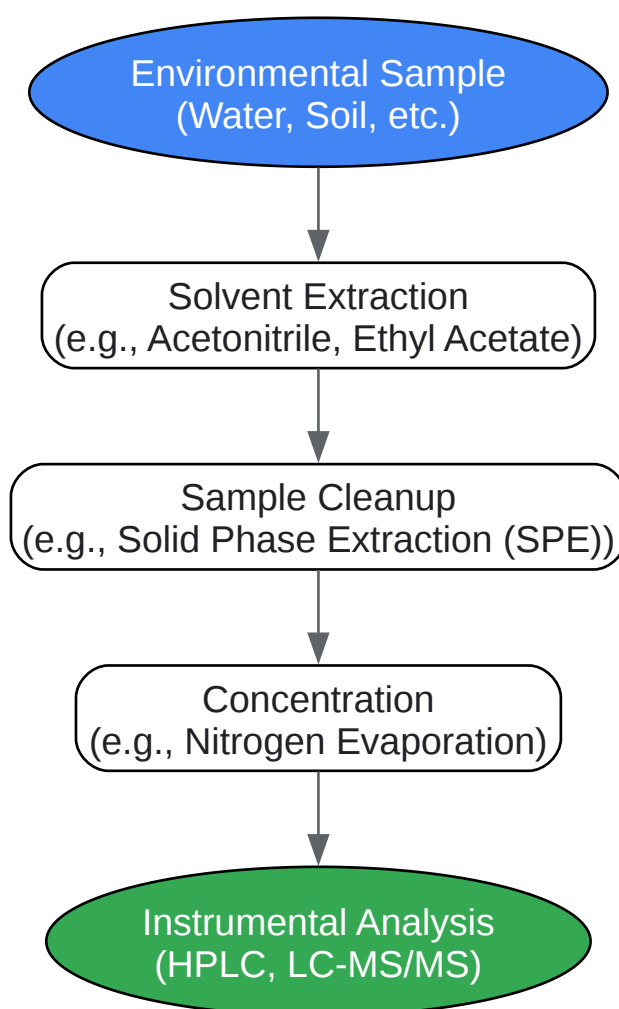 Environmental Sample
(Water, Soil, etc.)
Solvent Extraction
(e.g., Acetonitrile, Ethyl Acetate)
Sample Cleanup
(e.g., Solid Phase Extraction (SPE))
Concentration
(e.g., Nitrogen Evaporation)
Instrumental Analysis
(HPLC, LC-MS/MS)